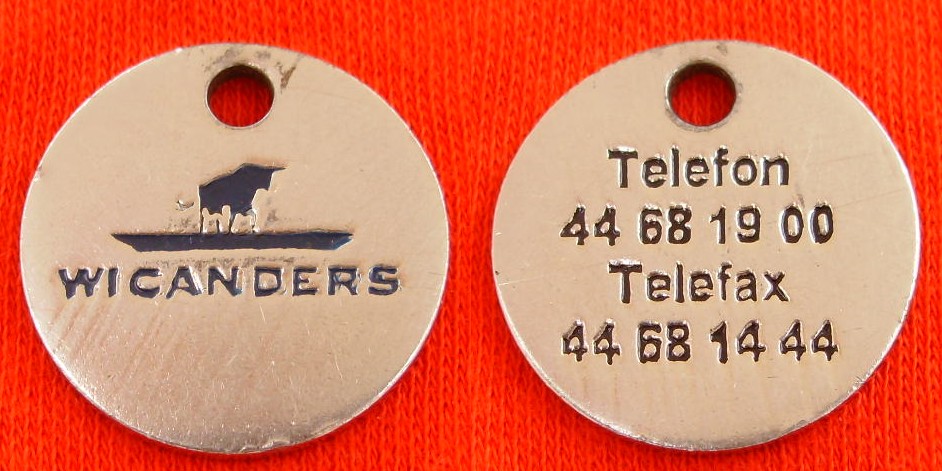 WICANDERS
Telefon
44 68 19 00
Telefax
44 68 14 44